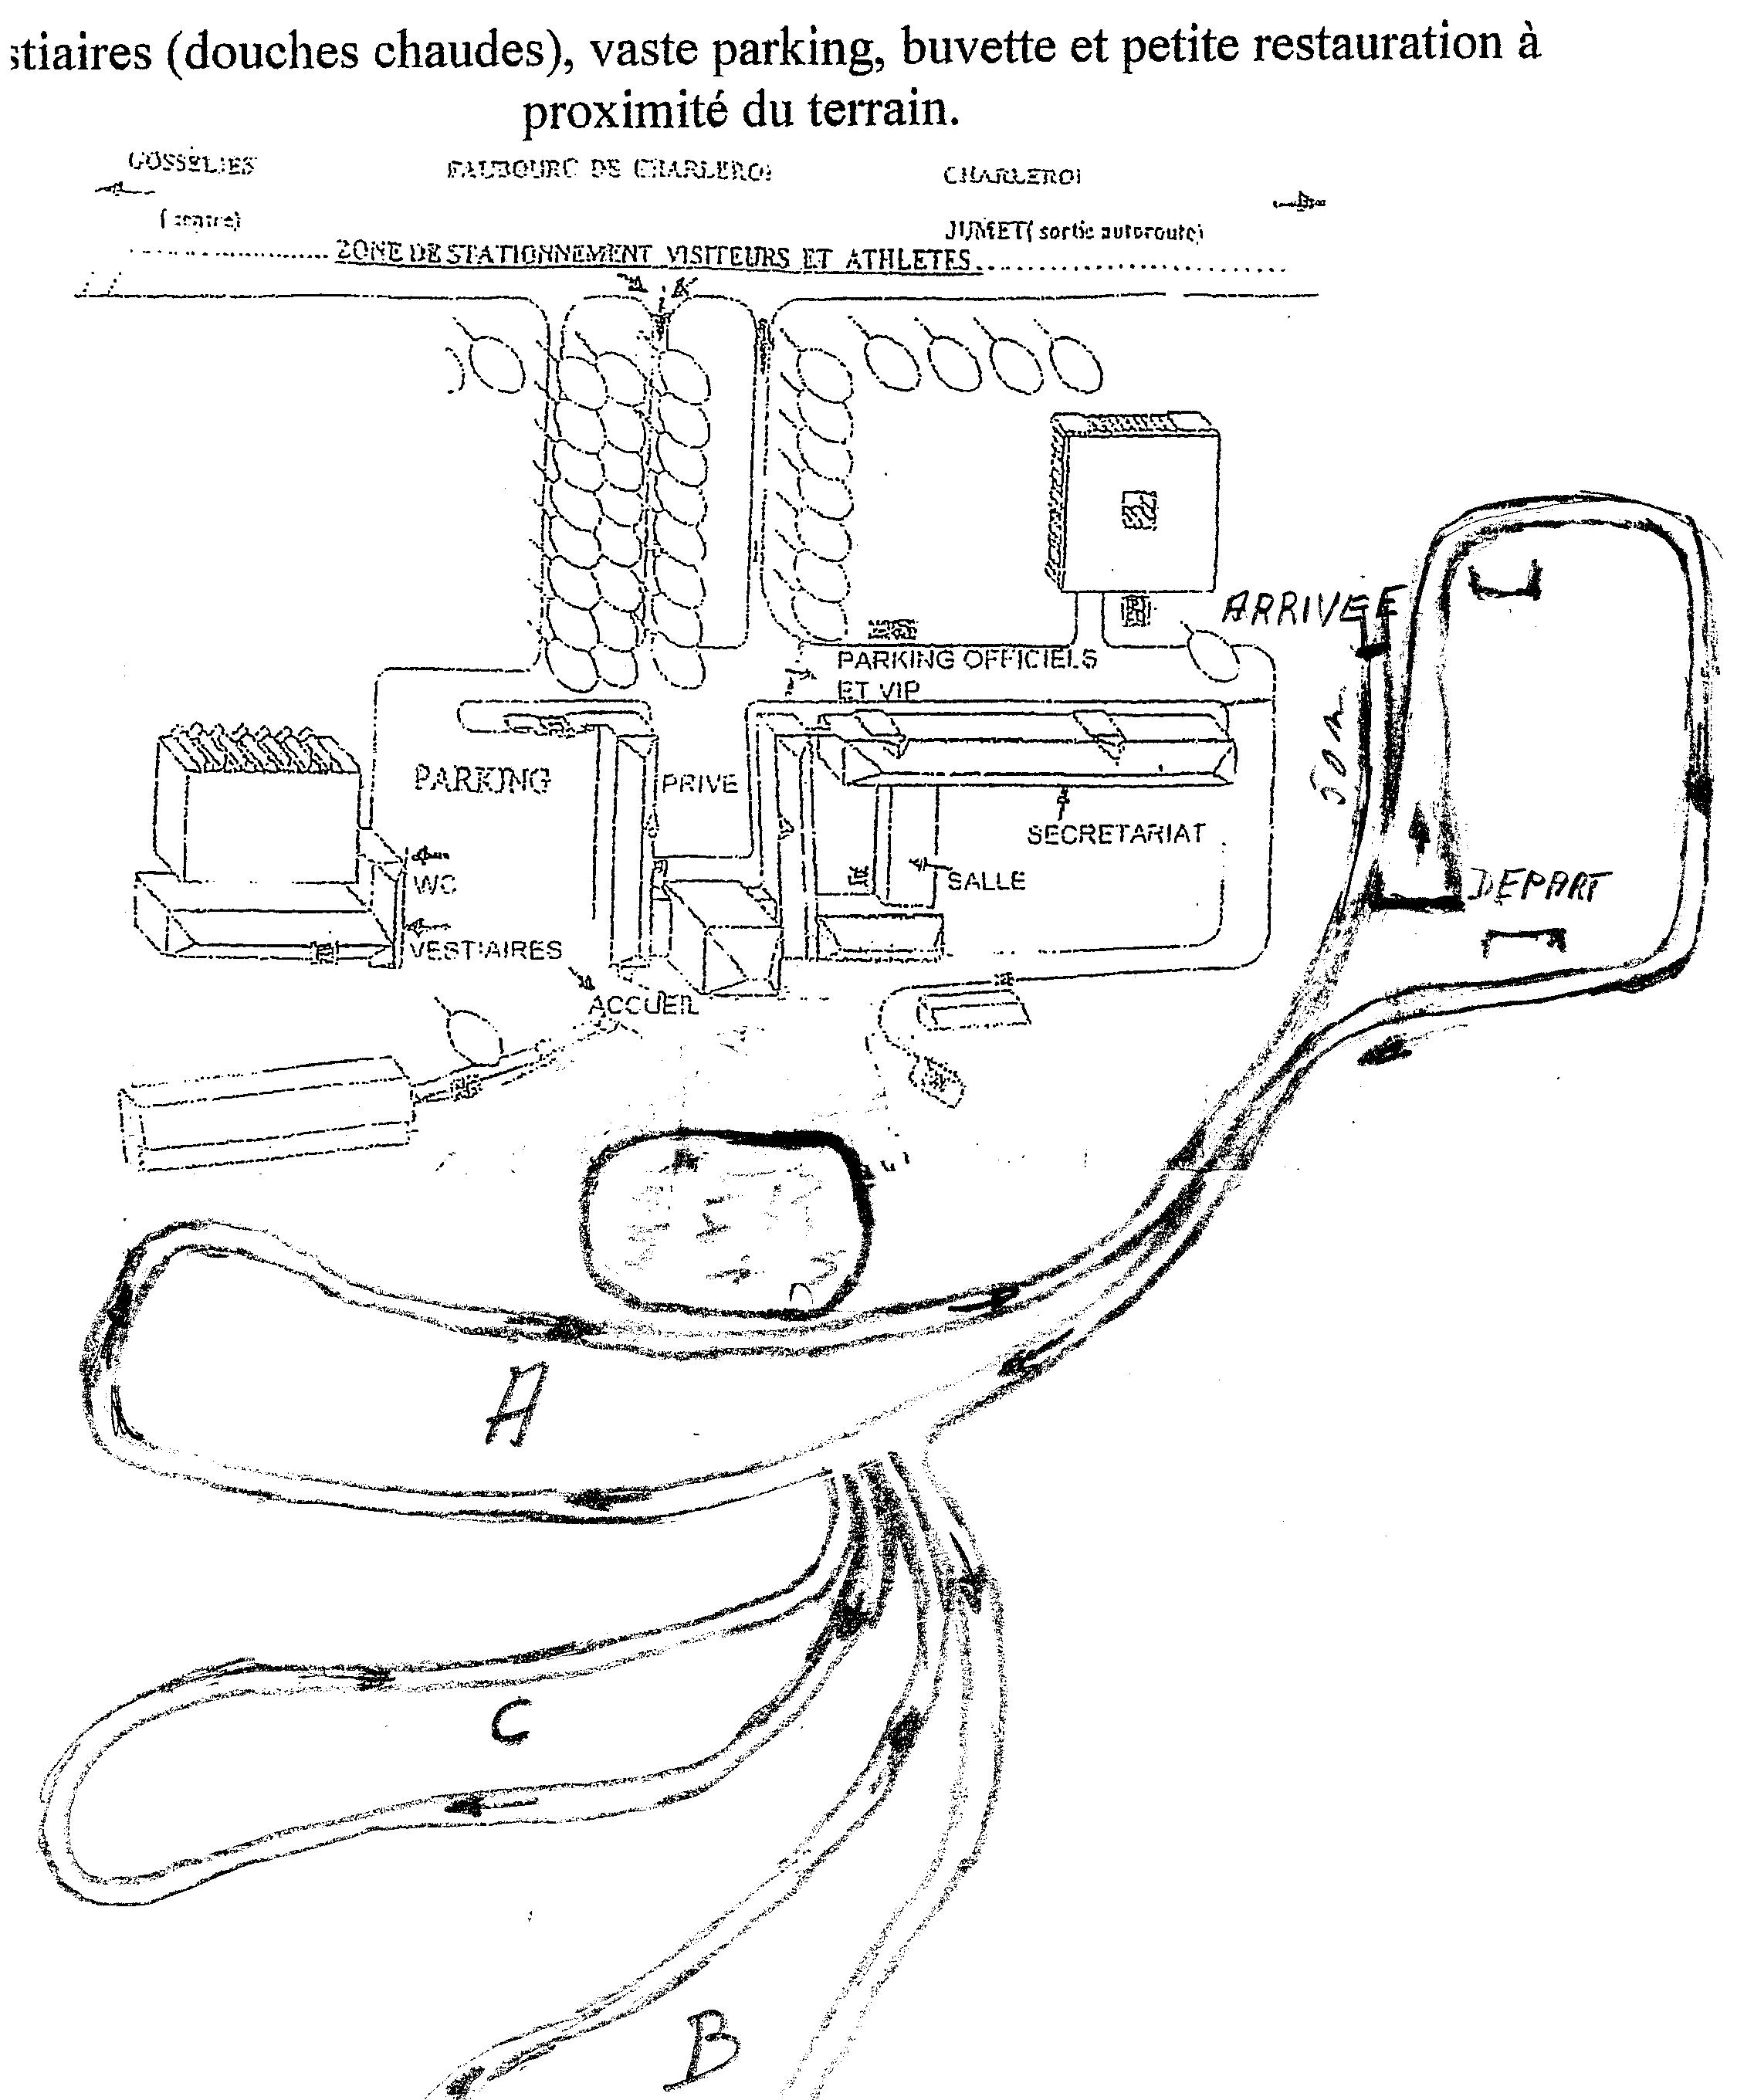 stiaires (douches chaudes), vaste parking, buvette et petite restauration à
proximité du terrain.
GOSSELIES FAUBOURG DE CHARLEROI CHARLEROI
(centre) JUMET( sortie autoroute)
ZONE DE STATIONNEMENT VISITEURS ET ATHLETES
ARRIVEE
PARKING OFFICIELS
ET VIP
PARKING
PRIVE
50 m
SECRETARIAT
WC
SALLE
DEPART
VESTIAIRES
ACCUEIL
A
C
B